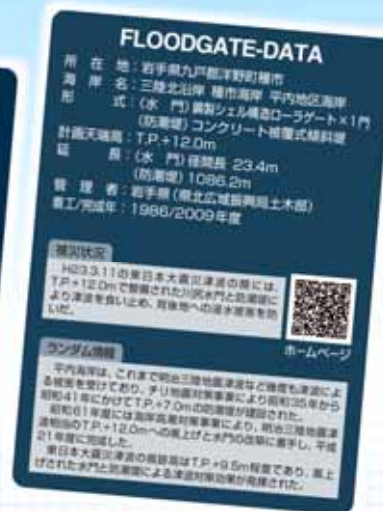 FLOODGATE-DATA
所 在 地：岩手県九戸郡洋野町種市
海 岸 名：三陸北沿岸 種市海岸 平内地区海岸
形 式：(水 門) 鋼製シェル構造ローラゲート×1門
(防潮堤) コンクリート被覆式傾斜堤
計画天端高：T.P.+12.0m
延 長：(水 門) 径間長 23.4m
(防潮堤) 1086.2m
管 理 者：岩手県(県北広域振興局土木部)
着工/完成年：1986/2009年度
被災状況
H23.3.11の東日本大震災津波の際には、
T.P.+12.0mで整備された川尻水門と防潮堤に
より津波を食い止め、背後地への浸水被害を防
いだ。
ホームページ
ランダム情報
平内海岸は、これまで明治三陸地震津波など幾度も津波によ
る被害を受けており、チリ地震対策事業により昭和35年から
昭和41年にかけてT.P.+7.0mの防潮堤が建設された。
昭和61年度には海岸高潮対策事業により、明治三陸地震津
波相当のT.P.+12.0mへの嵩上げと水門の改築に着手し、平成
21年度に完成した。
東日本大震災津波の痕跡高はT.P.+9.5m程度であり、嵩上
げされた水門と防潮堤による津波対策効果が発揮された。